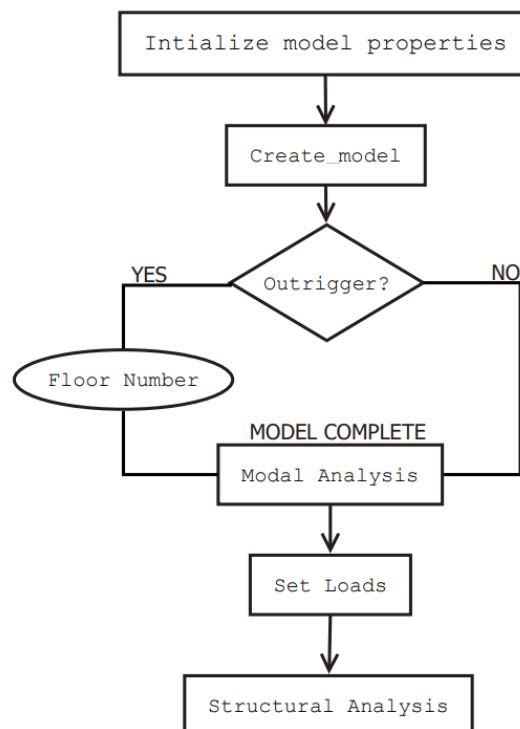 Intialize model properties
Create_model
Outrigger?
YES
NO
Floor Number
MODEL COMPLETE
Modal Analysis
Set Loads
Structural Analysis